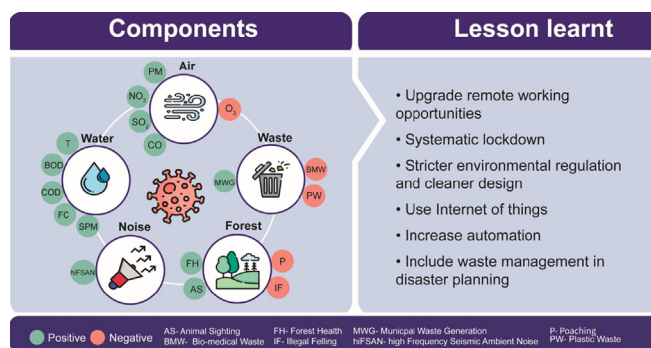 Components
Lesson learnt
Air
PM
NO2
SO2
CO
O3
Water
T
BOD
COD
FC
SPM
Waste
MWG
BMW
PW
Noise
hiFSAN
Forest
FH
AS
P
IF
• Upgrade remote working
opportunities
• Systematic lockdown
• Stricter environmental regulation
and cleaner design
• Use Internet of things
• Increase automation
• Include waste management in
disaster planning
Positive
Negative
AS- Animal Sighting
BMW- Bio-medical Waste
FH- Forest Health
IF- Illegal Felling
MWG- Municpal Waste Generation
hiFSAN- high Frequency Seismic Ambient Noise
P- Poaching
PW- Plastic Waste